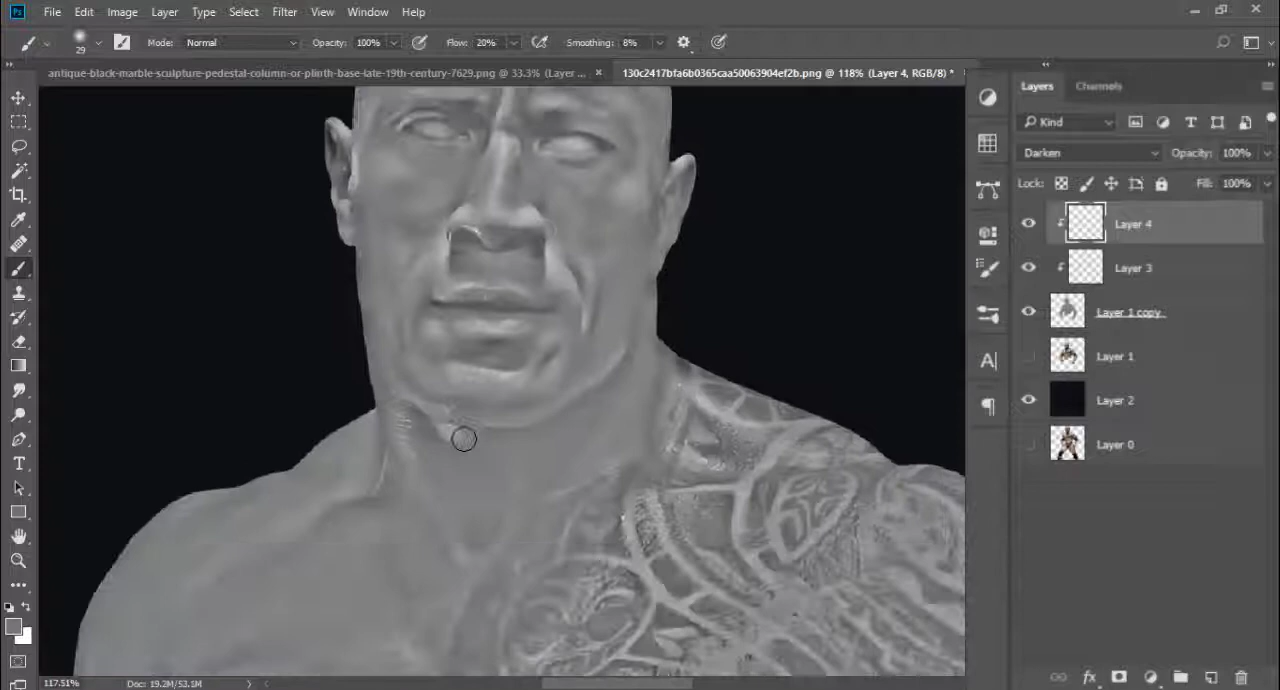 Ps File Edit Image Layer Type Select Filter View Window Help
29 Mode: Normal Opacity: 100% Flow: 20% Smoothing: 8%
antique-black-marble-sculpture-pedestal-column-or-plinth-base-late-19th-century-7629.png @ 33.3% (Layer ... × 130c2417bfa6b0365caa50063904ef2b.png @ 118% (Layer 4, RGB/8) *
Layers Channels
Kind T
Darken Opacity: 100%
Lock: Fill: 100%
Layer 4
Layer 3
Layer 1 copy
Layer 1
A
Layer 2
Layer 0
T
117.51% Doc: 19.2M/53.1M
fx